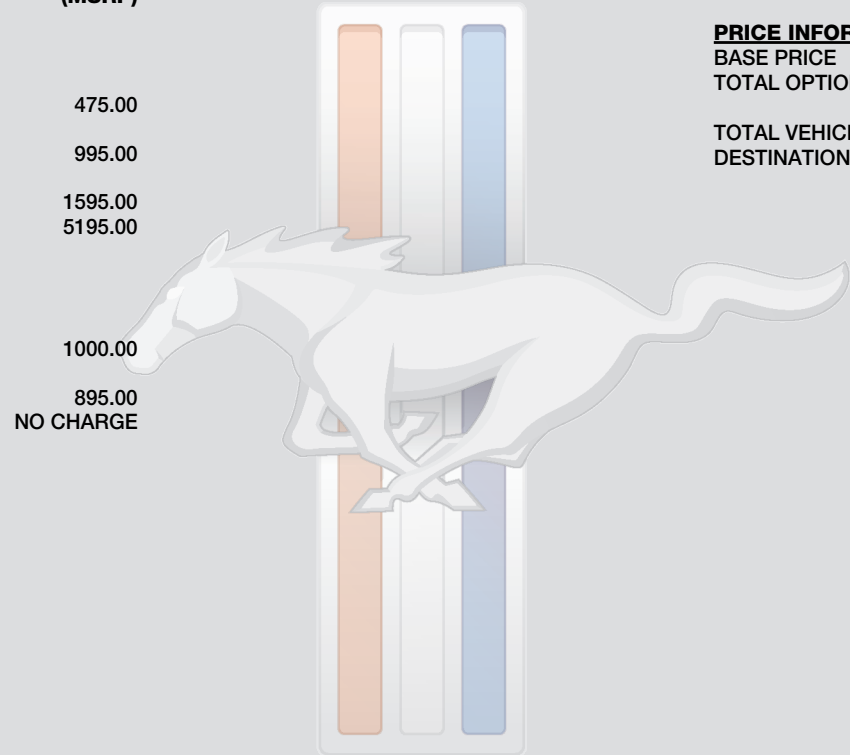 (MSRP)
475.00
995.00
1595.00
5195.00
1000.00
895.00
NO CHARGE
PRICE INFOR
BASE PRICE
TOTAL OPTIO
TOTAL VEHIC
DESTINATION